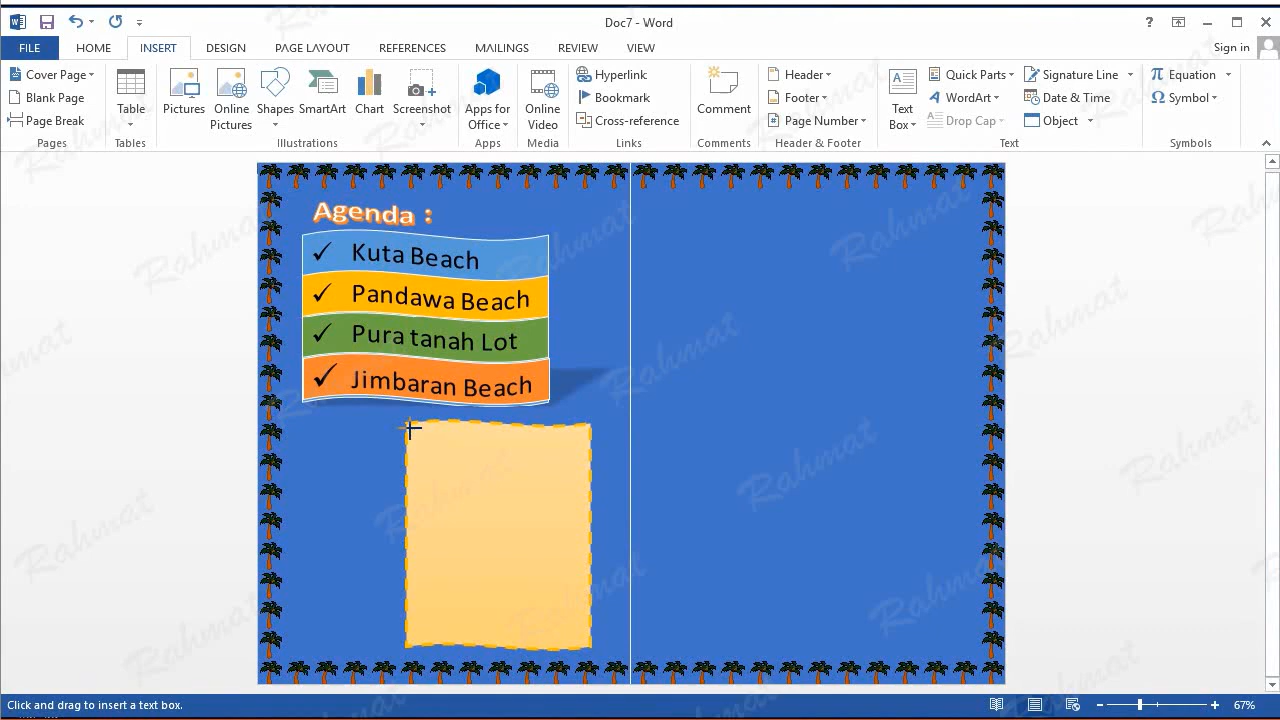 Doc7 - Word
FILE HOME INSERT DESIGN PAGE LAYOUT REFERENCES MAILINGS REVIEW VIEW Sign in
Cover Page
Blank Page
Page Break
Pages
Table
Tables
Pictures
Online Pictures
Shapes
SmartArt
Chart
Screenshot
Illustrations
Apps for Office
Apps
Online Video
Media
Hyperlink
Bookmark
Cross-reference
Links
Comment
Comments
Header
Footer
Page Number
Header & Footer
Text Box
Quick Parts
WordArt
Drop Cap
Signature Line
Date & Time
Object
Text
π Equation
Ω Symbol
Symbols
Agenda :
✓ Kuta Beach
✓ Pandawa Beach
✓ Pura tanah Lot
✓ Jimbaran Beach
Click and drag to insert a text box.
67%
Rahmat